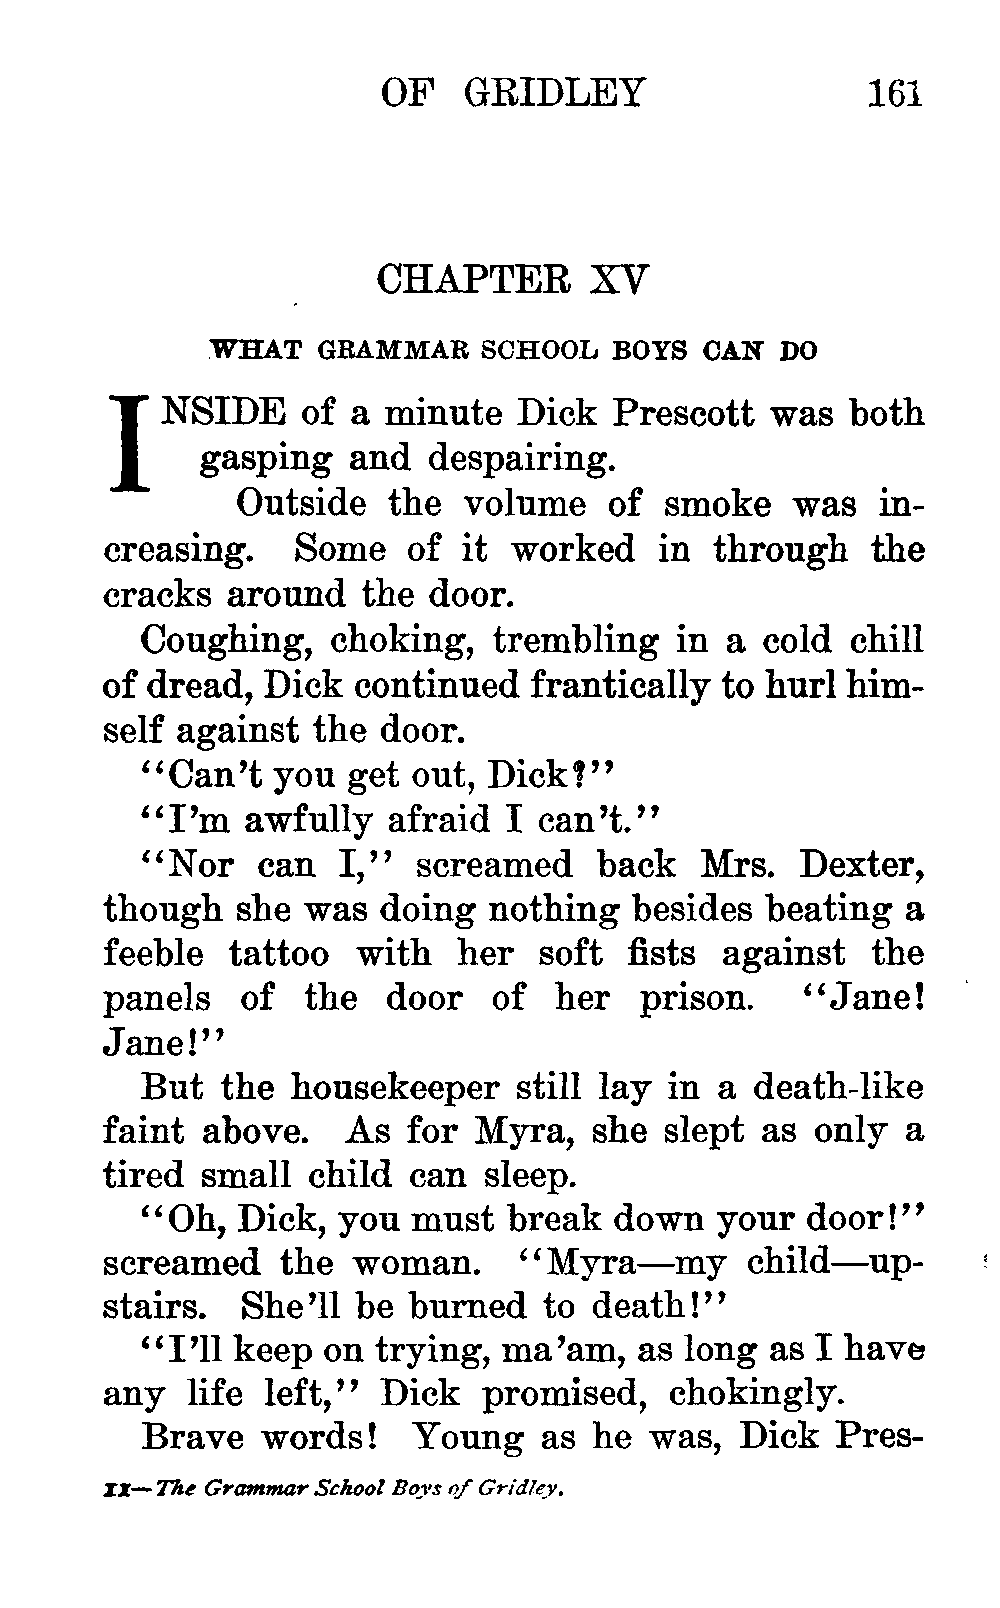 OF GRIDLEY 161
CHAPTER XV
WHAT GRAMMAR SCHOOL BOYS CAN DO
INSIDE of a minute Dick Prescott was both
gasping and despairing.
Outside the volume of smoke was in-
creasing. Some of it worked in through the
cracks around the door.
Coughing, choking, trembling in a cold chill
of dread, Dick continued frantically to hurl him-
self against the door.
“Can’t you get out, Dick?”
“I’m awfully afraid I can’t.”
“Nor can I,” screamed back Mrs. Dexter,
though she was doing nothing besides beating a
feeble tattoo with her soft fists against the
panels of the door of her prison. “Jane!
Jane!”
But the housekeeper still lay in a death-like
faint above. As for Myra, she slept as only a
tired small child can sleep.
“Oh, Dick, you must break down your door!”
screamed the woman. “Myra—my child—up-
stairs. She’ll be burned to death!”
“I’ll keep on trying, ma’am, as long as I have
any life left,” Dick promised, chokingly.
Brave words! Young as he was, Dick Pres-
11—The Grammar School Boys of Gridley.